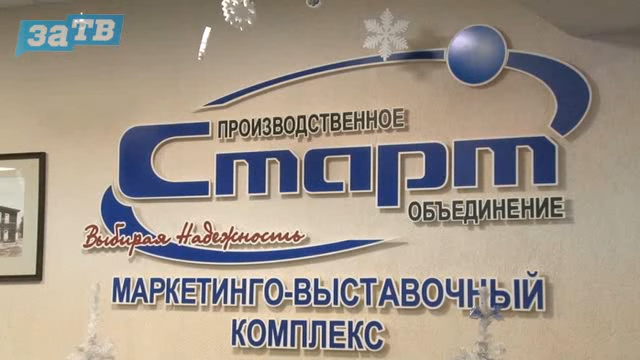 заТВ
ПРОИЗВОДСТВЕННОЕ
Старт
ОБЪЕДИНЕНИЕ
Выбирая Надежность
МАРКЕТИНГО-ВЫСТАВОЧНЫЙ
КОМПЛЕКС